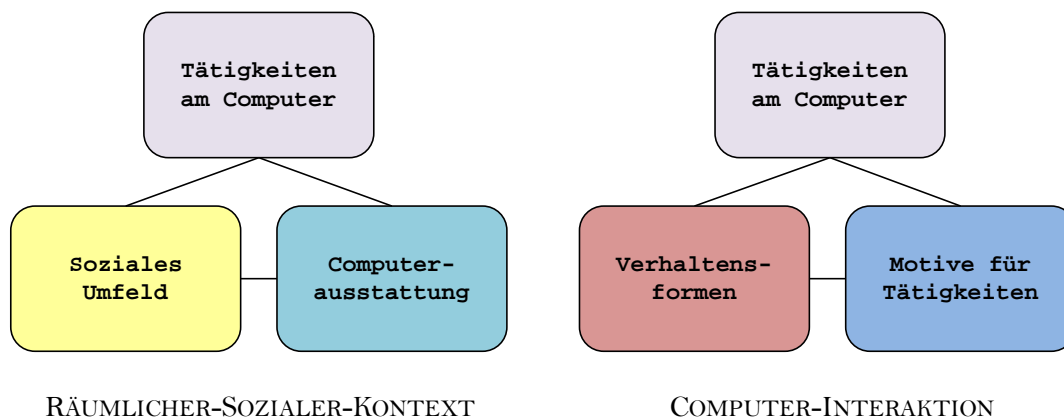 Tätigkeiten
am Computer
Soziales
Umfeld
Computer-
ausstattung
RÄUMLICHER-SOZIALER-KONTEXT
Tätigkeiten
am Computer
Verhaltens-
formen
Motive für
Tätigkeiten
COMPUTER-INTERAKTION